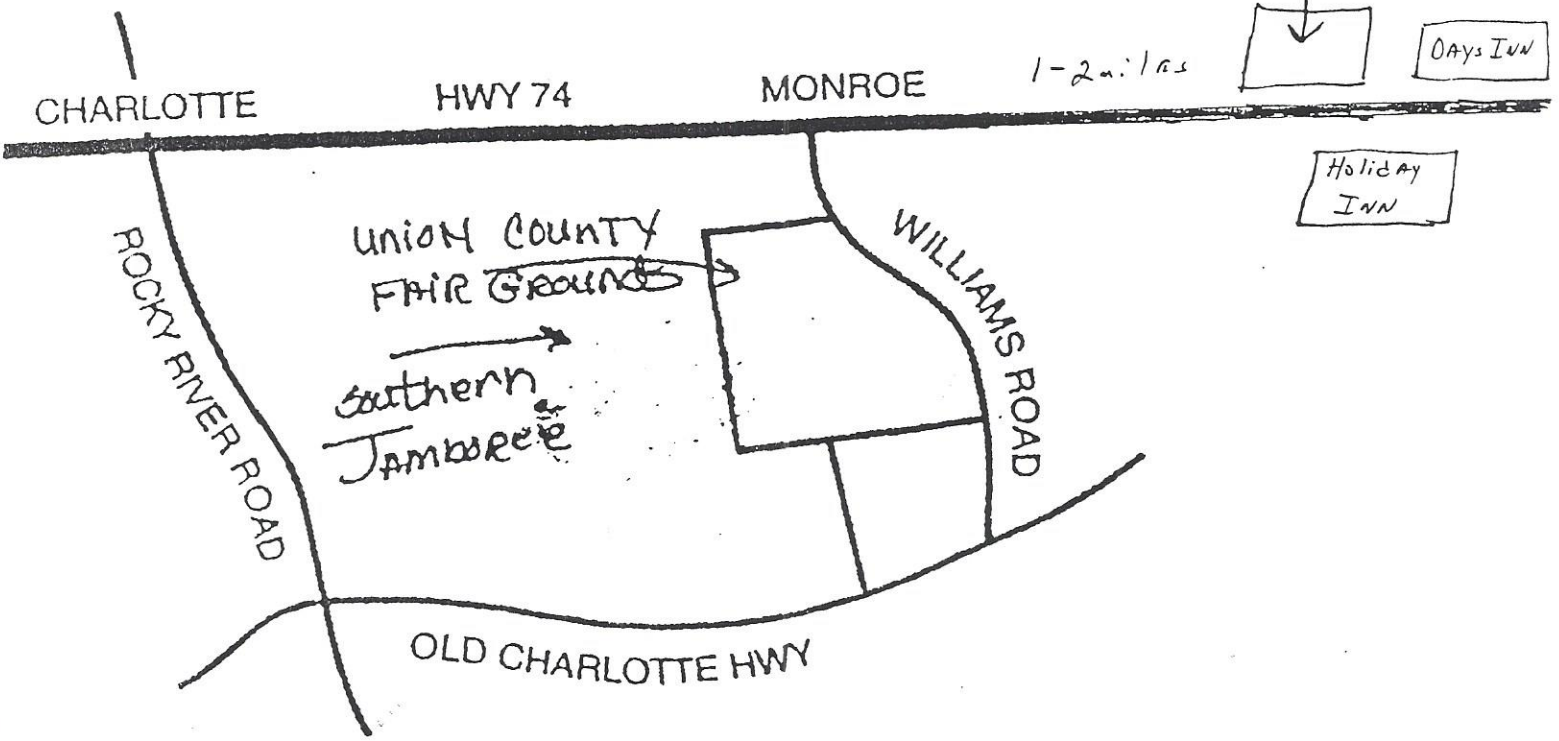 CHARLOTTE
HWY 74
MONROE
1-2 miles
DAYS INN
Holiday
INN
ROCKY RIVER ROAD
UNION COUNTY
FAIR GROUNDS
WILLIAMS ROAD
Southern
JAMBOREE
OLD CHARLOTTE HWY